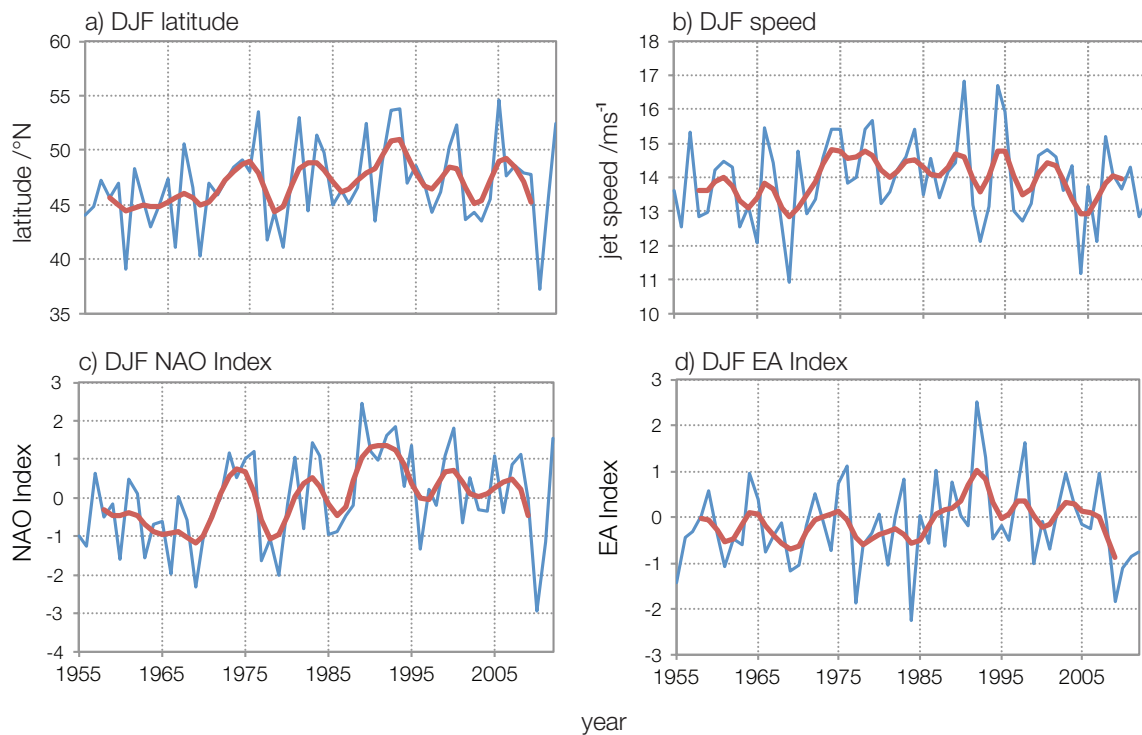 a) DJF latitude
60
55
50
45
40
35
latitude /°N
b) DJF speed
18
17
16
15
14
13
12
11
10
jet speed /ms⁻¹
c) DJF NAO Index
3
2
1
0
-1
-2
-3
-4
NAO Index
1955 1965 1975 1985 1995 2005
d) DJF EA Index
3
2
1
0
-1
-2
-3
EA Index
1955 1965 1975 1985 1995 2005
year